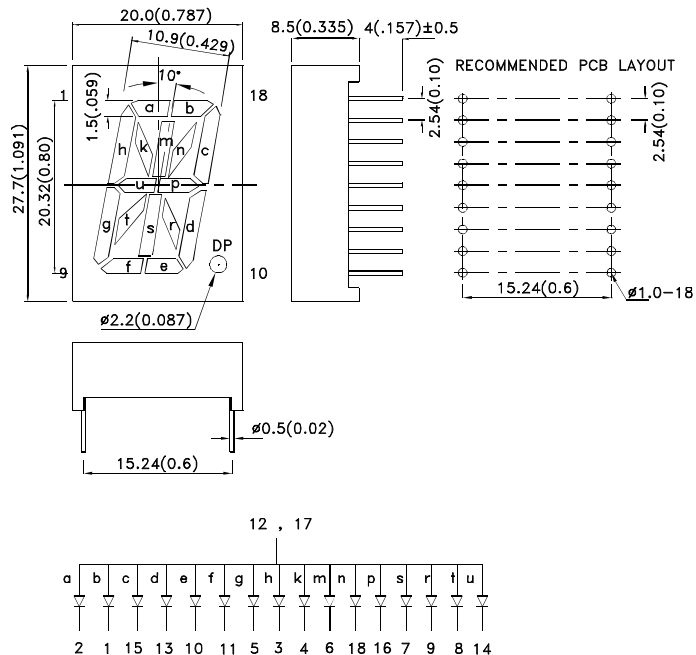 20.0(0.787)
10.9(0.429)
10°
1.5(.059)
27.7(1.091)
20.32(0.80)
1
18
9
10
a
b
h
k
m
n
c
u
p
g
t
s
r
d
f
e
DP
ø2.2(0.087)
8.5(0.335)
4(.157)±0.5
2.54(0.10)
RECOMMENDED PCB LAYOUT
2.54(0.10)
15.24(0.6)
ø1.0-18
ø0.5(0.02)
15.24(0.6)
12 , 17
a b c d e f g h k m n p s r t u
2 1 15 13 10 11 5 3 4 6 18 16 7 9 8 14